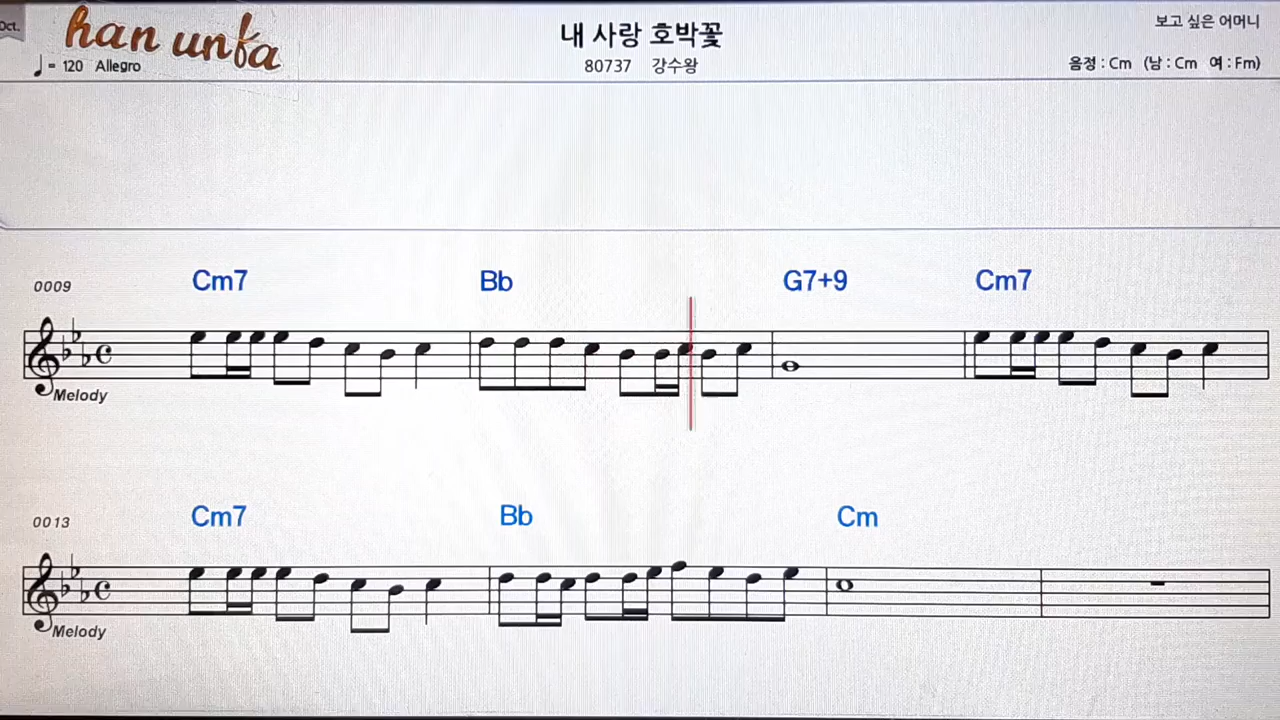 Oct.
han unfa
내 사랑 호박꽃
보고 싶은 어머니
♩ = 120 Allegro
80737 강수왕
음정 : Cm (남 : Cm 여 : Fm)
0009
Cm7 Bb G7+9 Cm7
Melody
0013
Cm7 Bb Cm
Melody